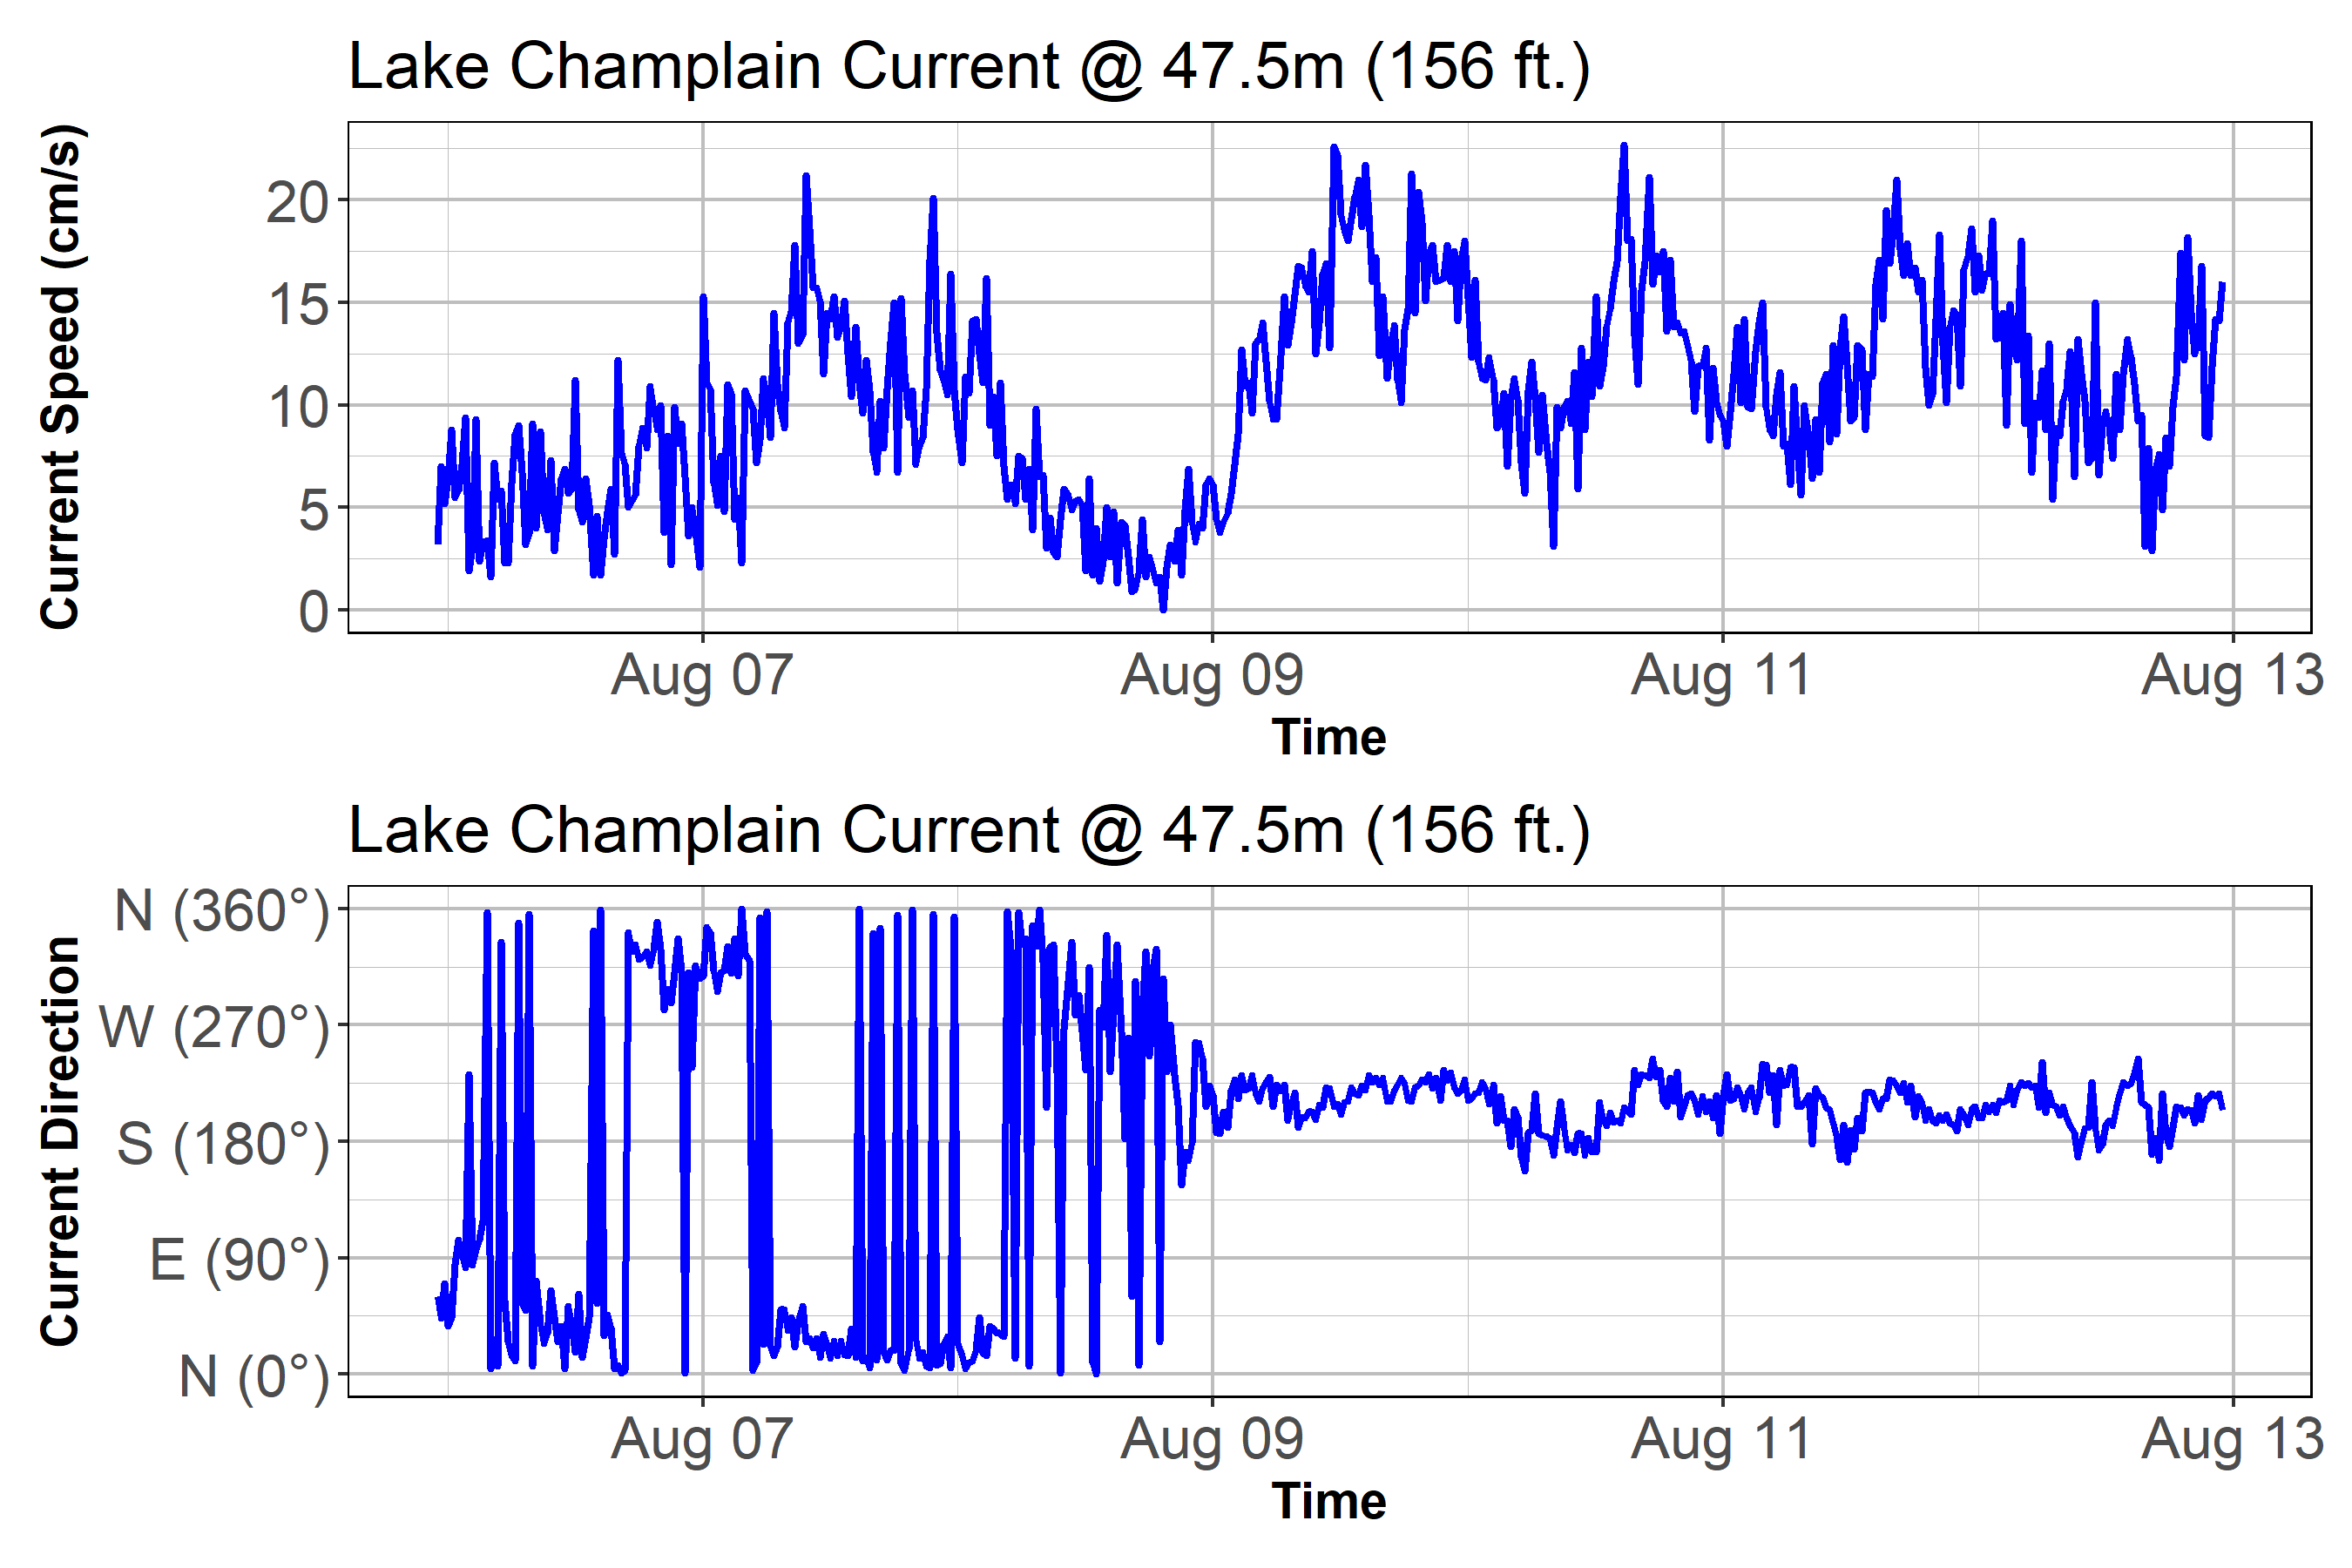 Lake Champlain Current @ 47.5m (156 ft.)
Current Speed (cm/s)
20
15
10
5
0
Aug 07 Aug 09 Aug 11 Aug 13
Time
Lake Champlain Current @ 47.5m (156 ft.)
Current Direction
N (360°)
W (270°)
S (180°)
E (90°)
N (0°)
Aug 07 Aug 09 Aug 11 Aug 13
Time